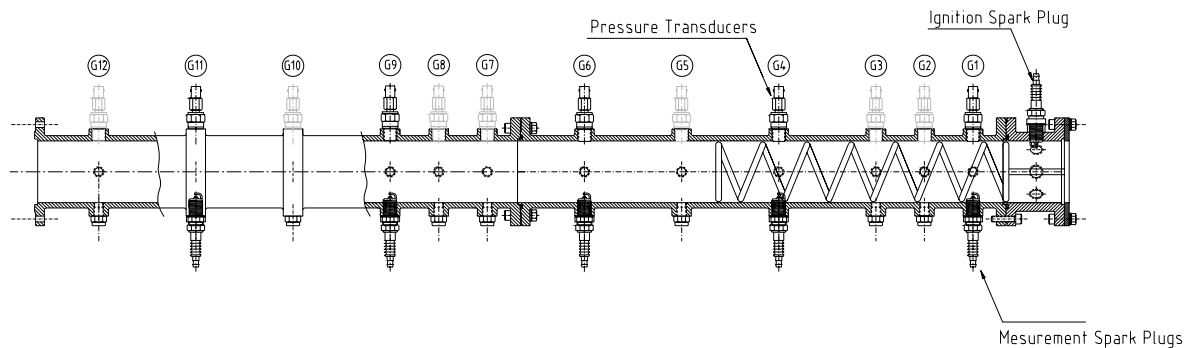 Ignition Spark Plug
Pressure Transducers
G12 G11 G10 G9 G8 G7 G6 G5 G4 G3 G2 G1
Mesurement Spark Plugs